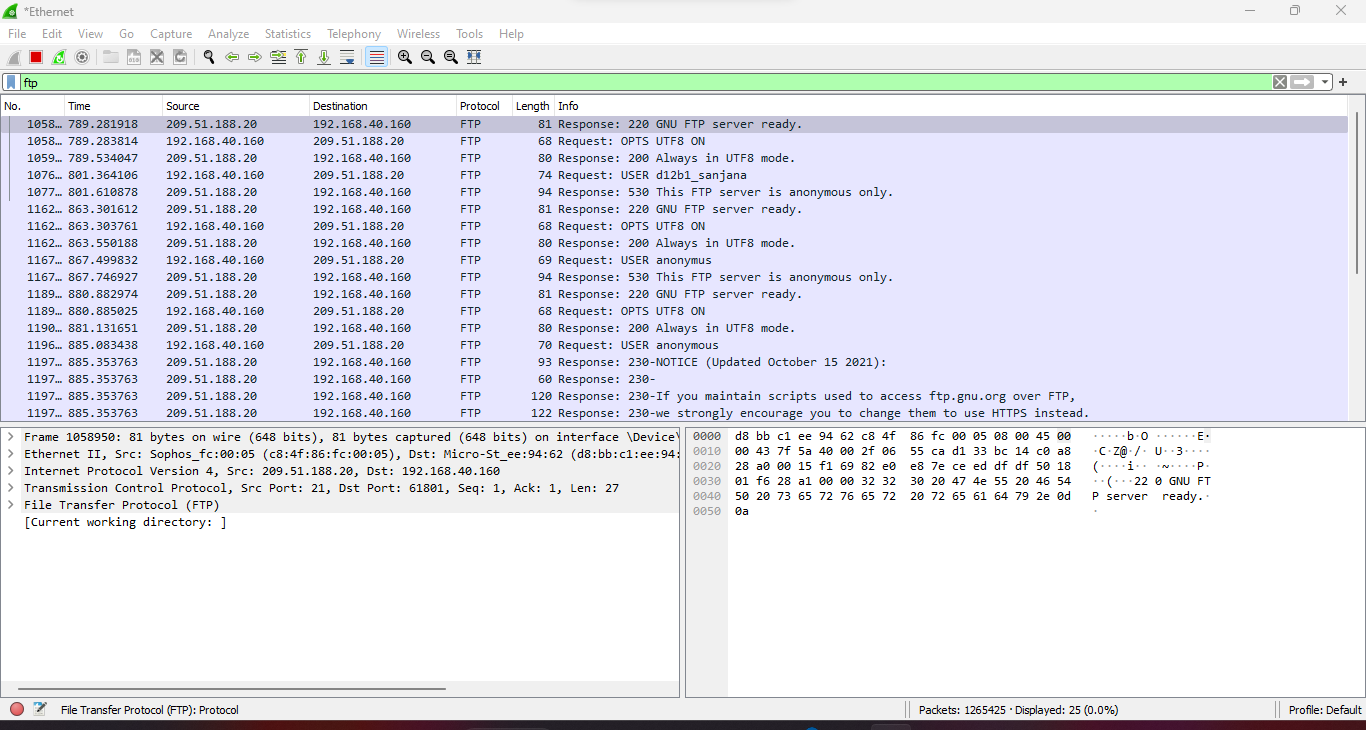 *Ethernet
File Edit View Go Capture Analyze Statistics Telephony Wireless Tools Help
ftp
No. Time Source Destination Protocol Length Info
1058… 789.281918 209.51.188.20 192.168.40.160 FTP 81 Response: 220 GNU FTP server ready.
1058… 789.283814 192.168.40.160 209.51.188.20 FTP 68 Request: OPTS UTF8 ON
1059… 789.534047 209.51.188.20 192.168.40.160 FTP 80 Response: 200 Always in UTF8 mode.
1076… 801.364106 192.168.40.160 209.51.188.20 FTP 74 Request: USER d12b1_sanjana
1077… 801.610878 209.51.188.20 192.168.40.160 FTP 94 Response: 530 This FTP server is anonymous only.
1162… 863.301612 209.51.188.20 192.168.40.160 FTP 81 Response: 220 GNU FTP server ready.
1162… 863.303761 192.168.40.160 209.51.188.20 FTP 68 Request: OPTS UTF8 ON
1162… 863.550188 209.51.188.20 192.168.40.160 FTP 80 Response: 200 Always in UTF8 mode.
1167… 867.499832 192.168.40.160 209.51.188.20 FTP 69 Request: USER anonymus
1167… 867.746927 209.51.188.20 192.168.40.160 FTP 94 Response: 530 This FTP server is anonymous only.
1189… 880.882974 209.51.188.20 192.168.40.160 FTP 81 Response: 220 GNU FTP server ready.
1189… 880.885025 192.168.40.160 209.51.188.20 FTP 68 Request: OPTS UTF8 ON
1190… 881.131651 209.51.188.20 192.168.40.160 FTP 80 Response: 200 Always in UTF8 mode.
1196… 885.083438 192.168.40.160 209.51.188.20 FTP 70 Request: USER anonymous
1197… 885.353763 209.51.188.20 192.168.40.160 FTP 93 Response: 230-NOTICE (Updated October 15 2021):
1197… 885.353763 209.51.188.20 192.168.40.160 FTP 60 Response: 230-
1197… 885.353763 209.51.188.20 192.168.40.160 FTP 120 Response: 230-If you maintain scripts used to access ftp.gnu.org over FTP,
1197… 885.353763 209.51.188.20 192.168.40.160 FTP 122 Response: 230-we strongly encourage you to change them to use HTTPS instead.
Frame 1058950: 81 bytes on wire (648 bits), 81 bytes captured (648 bits) on interface \Device\
Ethernet II, Src: Sophos_fc:00:05 (c8:4f:86:fc:00:05), Dst: Micro-St_ee:94:62 (d8:bb:c1:ee:94:
Internet Protocol Version 4, Src: 209.51.188.20, Dst: 192.168.40.160
Transmission Control Protocol, Src Port: 21, Dst Port: 61801, Seq: 1, Ack: 1, Len: 27
File Transfer Protocol (FTP)
[Current working directory: ]
0000 d8 bb c1 ee 94 62 c8 4f 86 fc 00 05 08 00 45 00 ·····b·O ······E·
0010 00 43 7f 5a 40 00 2f 06 55 ca d1 33 bc 14 c0 a8 ·C·Z@·/· U··3····
0020 28 a0 00 15 f1 69 82 e0 e8 7e ce ed df df 50 18 (····i·· ·~····P·
0030 01 f6 28 a1 00 00 32 32 30 20 47 4e 55 20 46 54 ··(···22 0 GNU FT
0040 50 20 73 65 72 76 65 72 20 72 65 61 64 79 2e 0d P server ready.·
0050 0a ·
File Transfer Protocol (FTP): Protocol
Packets: 1265425 · Displayed: 25 (0.0%)
Profile: Default